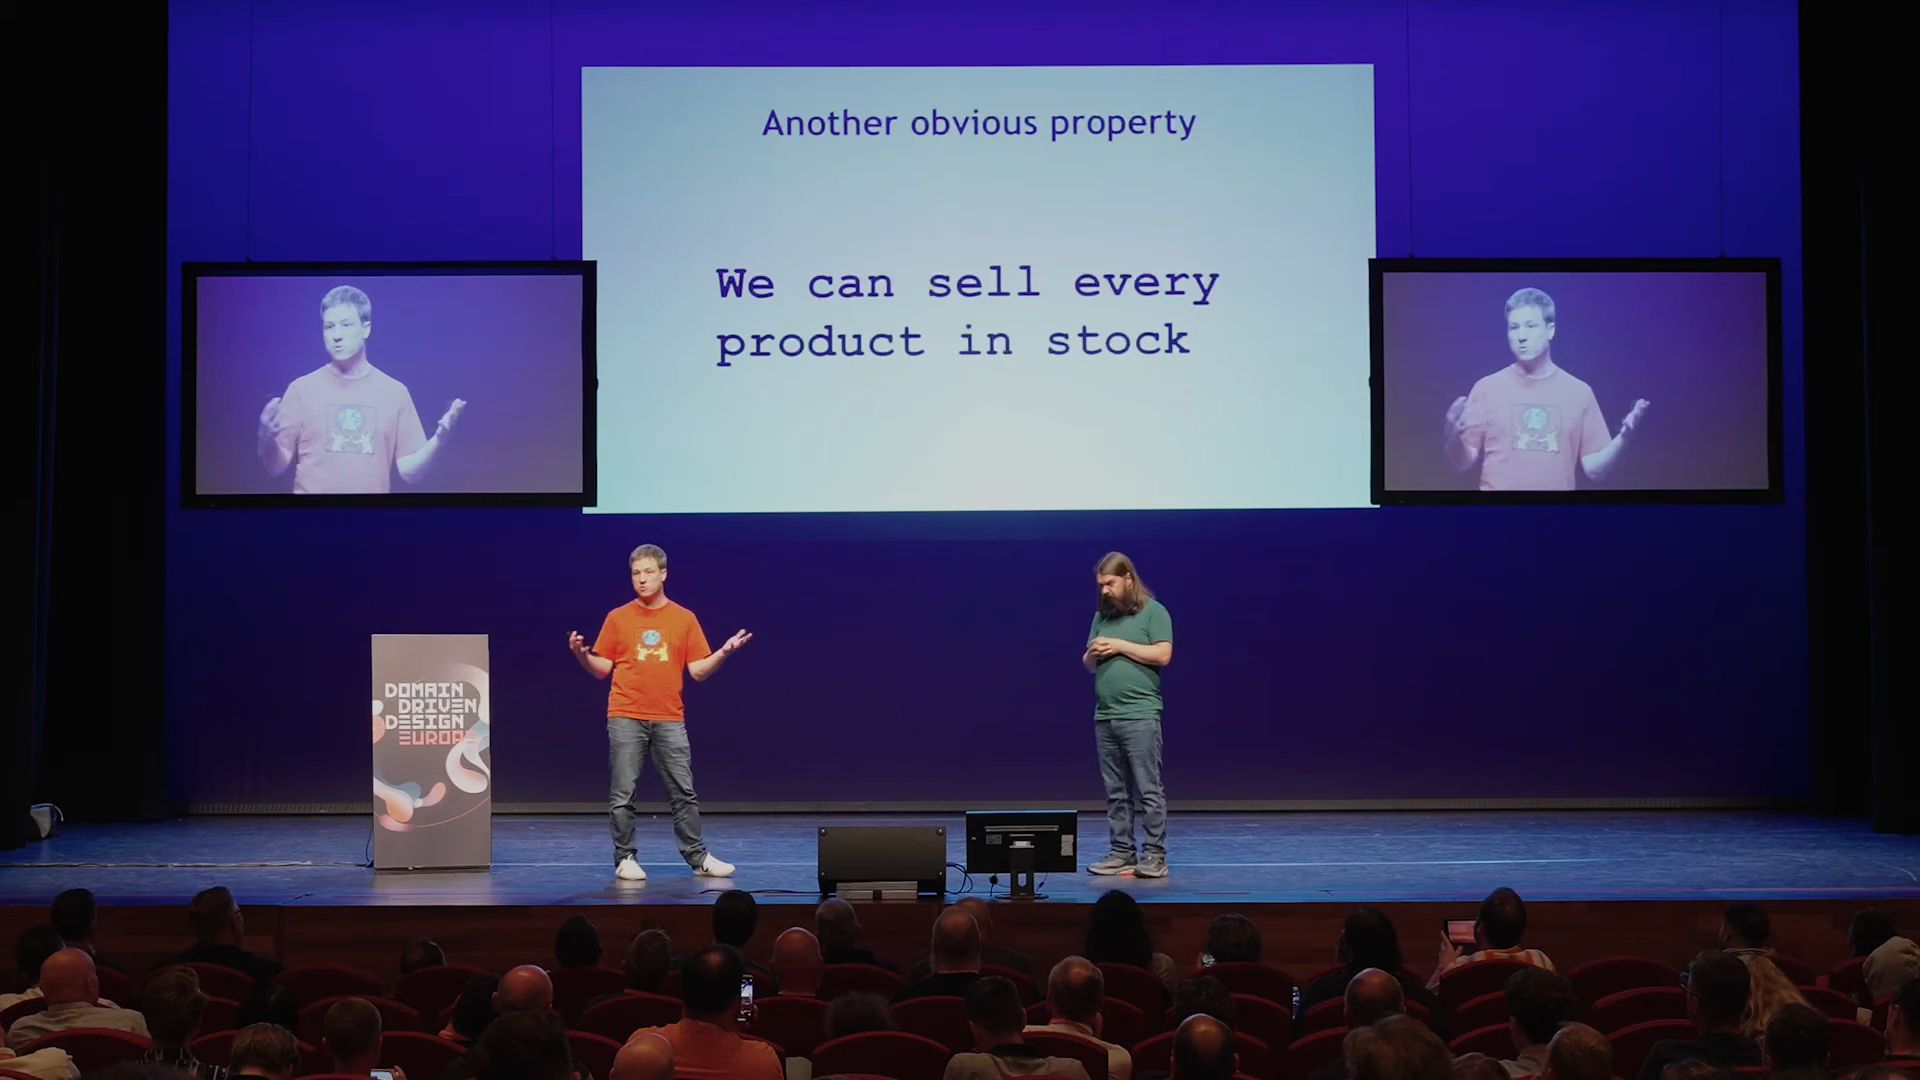 Another obvious property
We can sell every
product in stock
DOMAIN
DRIVEN
DESIGN
EUROPE